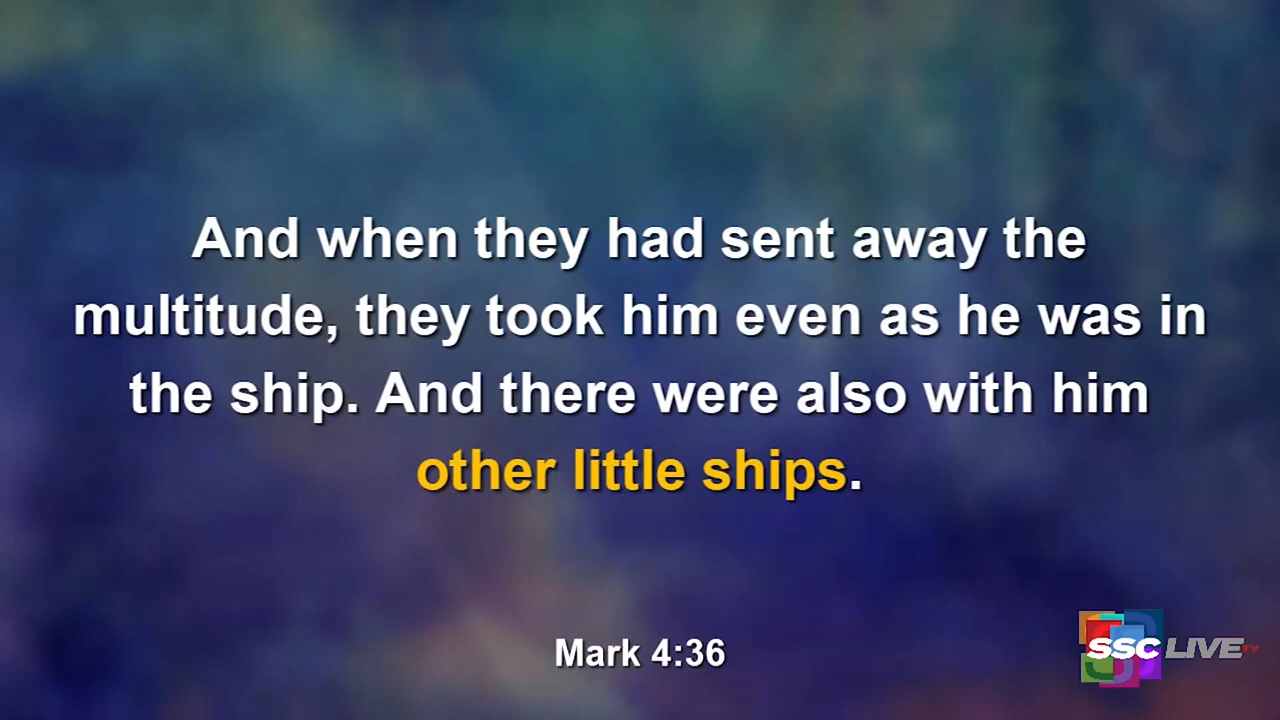 And when they had sent away the
multitude, they took him even as he was in
the ship. And there were also with him
other little ships.
Mark 4:36
SSC LIVE TV